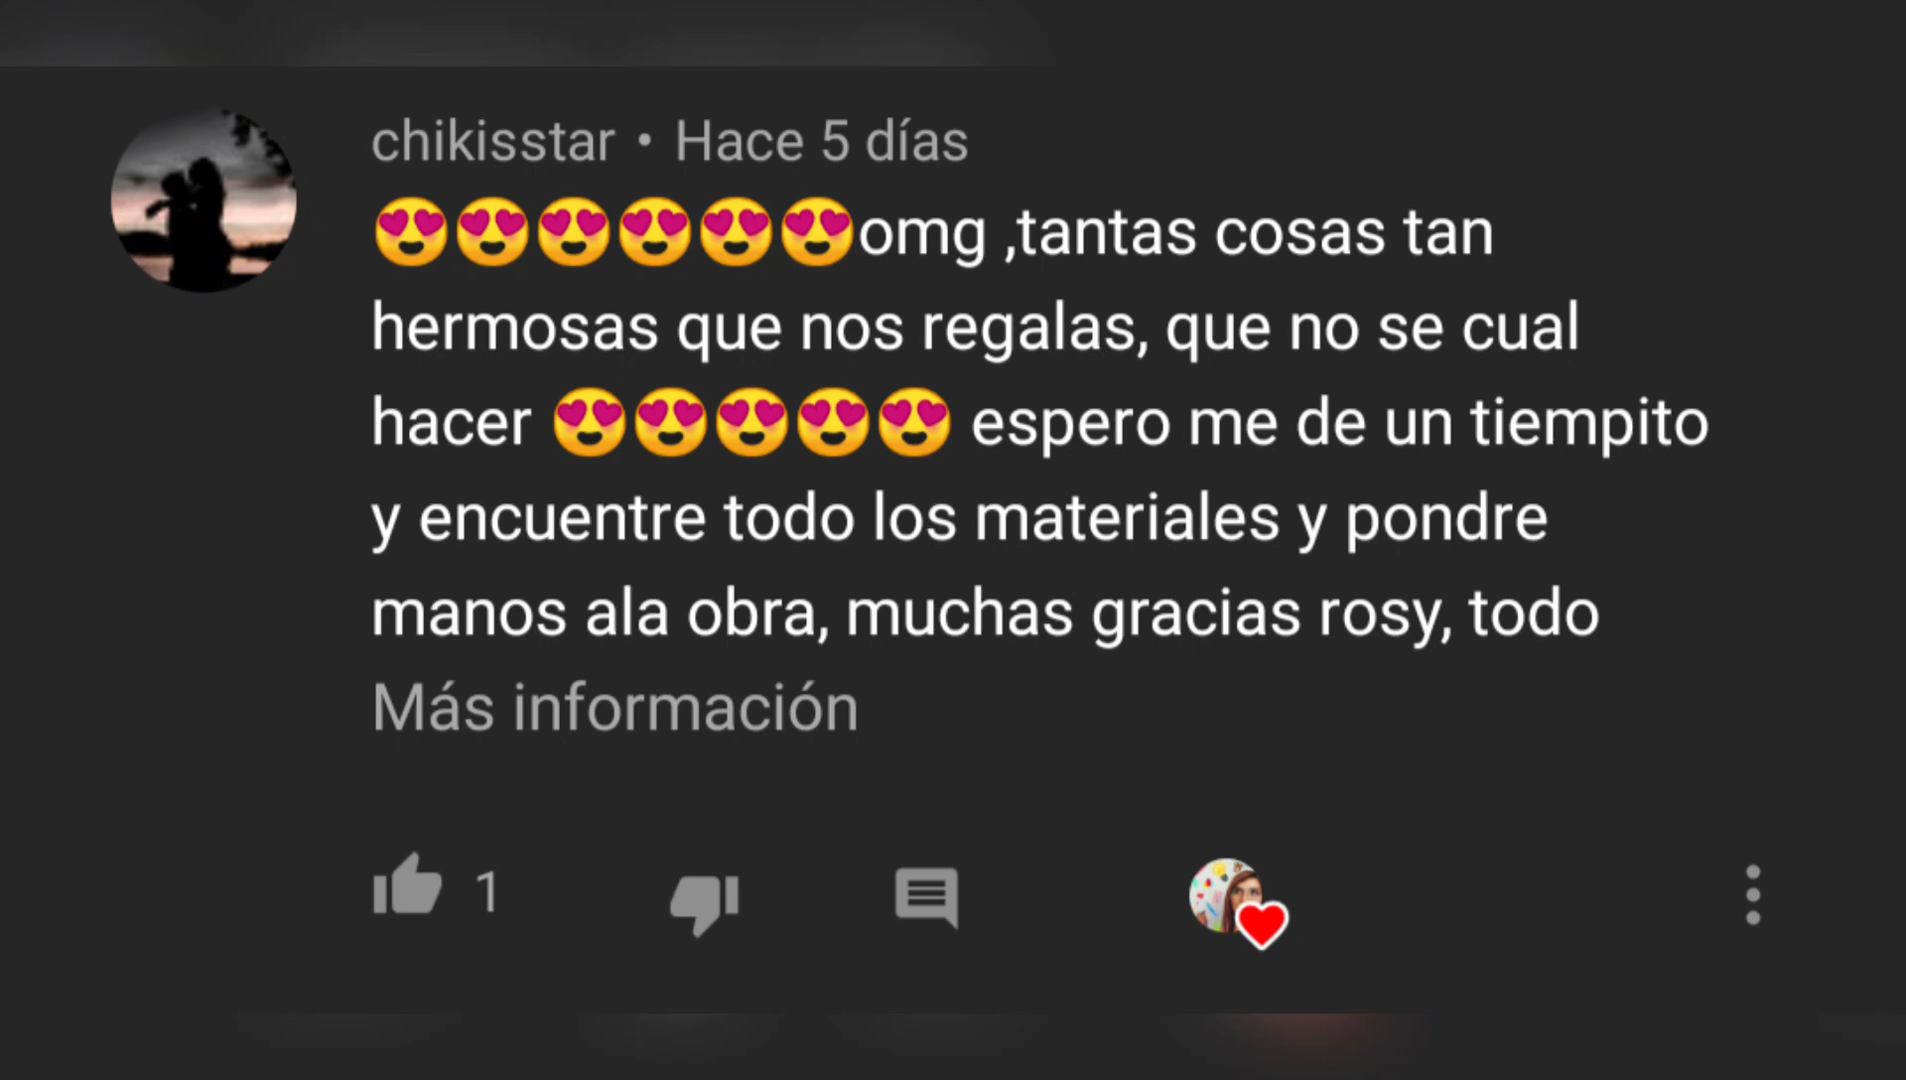 chikisstar • Hace 5 días
😍😍😍😍😍😍omg ,tantas cosas tan
hermosas que nos regalas, que no se cual
hacer 😍😍😍😍😍 espero me de un tiempito
y encuentre todo los materiales y pondre
manos ala obra, muchas gracias rosy, todo
Más información
1